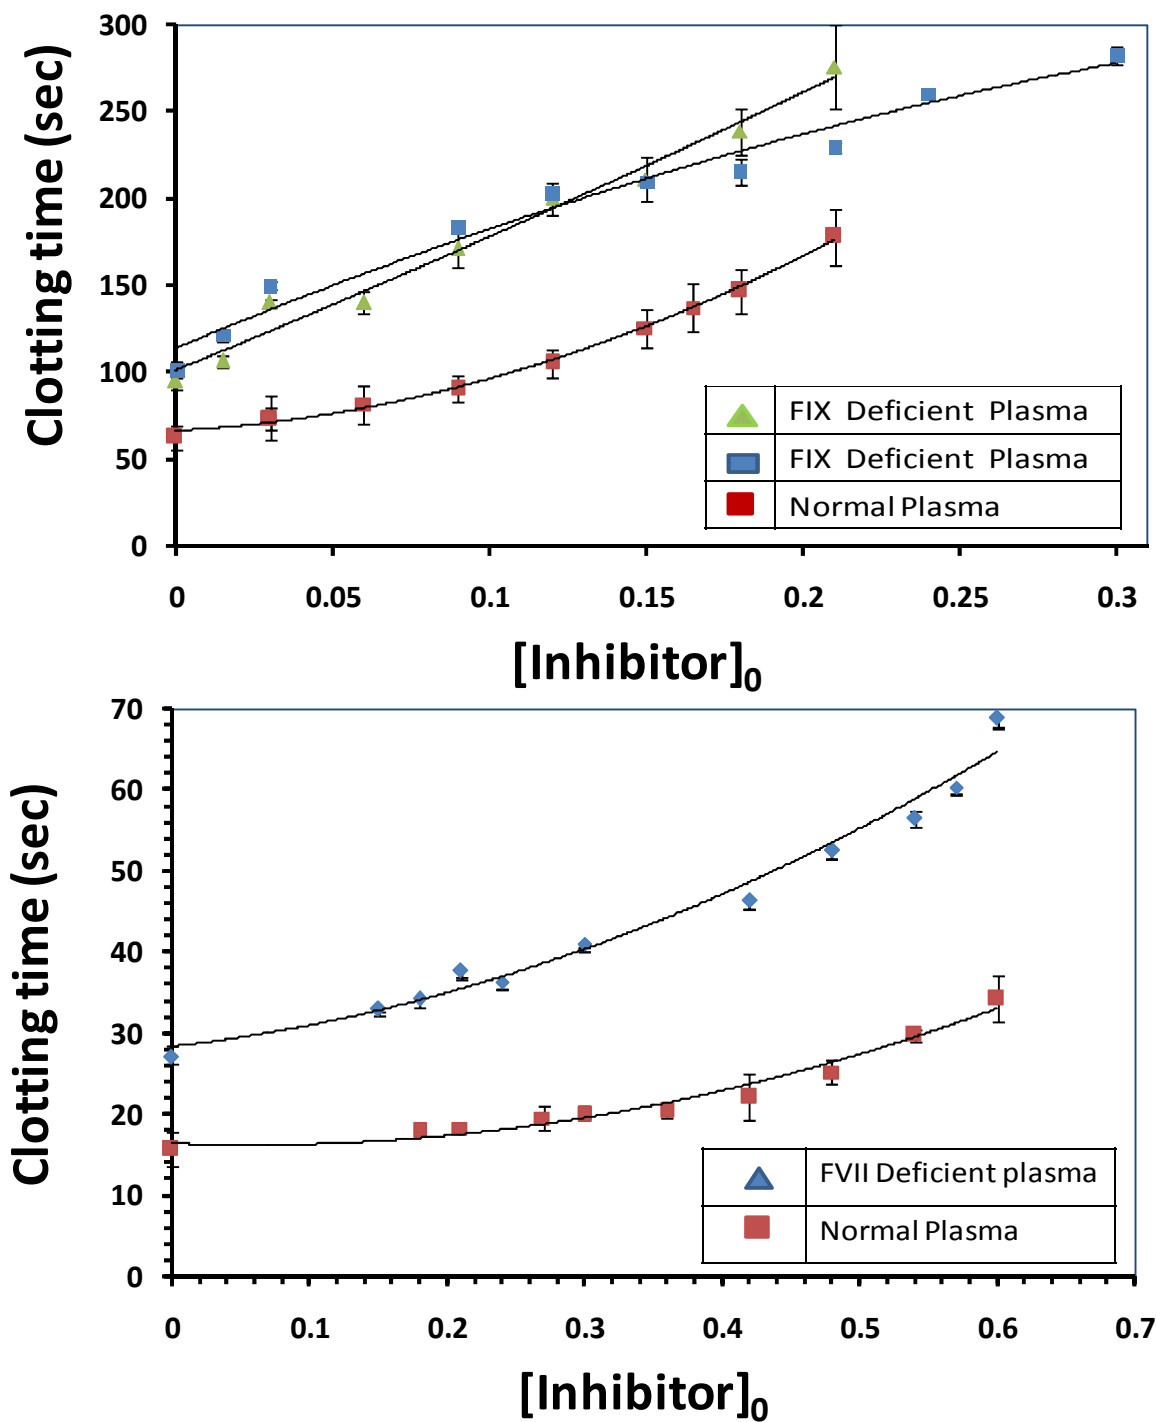 300
250
200
150
100
50
0
Clotting time (sec)
FIX Deficient Plasma
FIX Deficient Plasma
Normal Plasma
0 0.05 0.1 0.15 0.2 0.25 0.3
[Inhibitor]0
70
60
50
40
30
20
10
0
Clotting time (sec)
FVII Deficient plasma
Normal Plasma
0 0.1 0.2 0.3 0.4 0.5 0.6 0.7
[Inhibitor]0